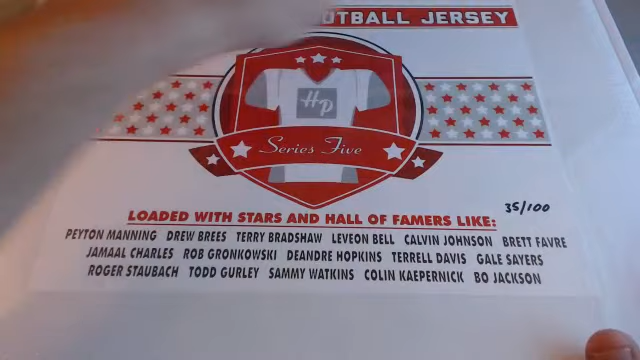 FOOTBALL JERSEY
HP
Series Five
35/100
LOADED WITH STARS AND HALL OF FAMERS LIKE:
PEYTON MANNING DREW BREES TERRY BRADSHAW LEVEON BELL CALVIN JOHNSON BRETT FAVRE
JAMAAL CHARLES ROB GRONKOWSKI DEANDRE HOPKINS TERRELL DAVIS GALE SAYERS
ROGER STAUBACH TODD GURLEY SAMMY WATKINS COLIN KAEPERNICK BO JACKSON